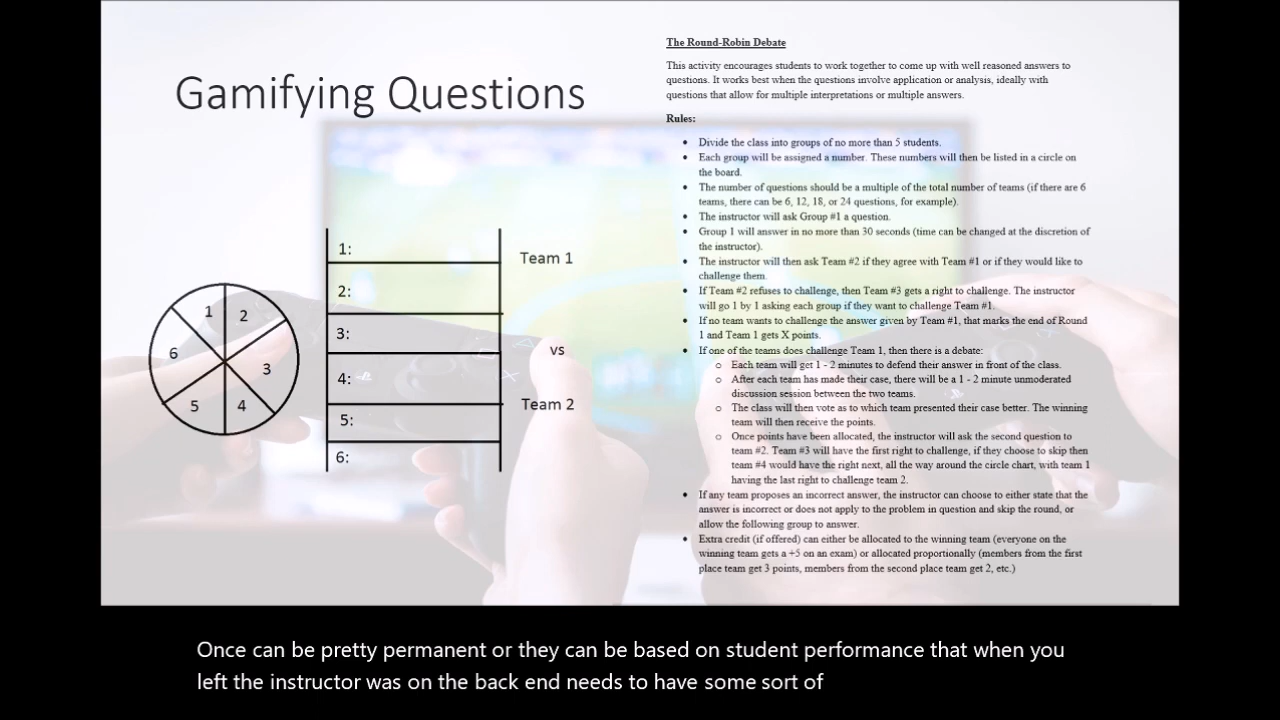 Gamifying Questions
1
2
3
4
5
6
1:
2:
3:
4:
5:
6:
Team 1
vs
Team 2
The Round-Robin Debate
This activity encourages students to work together to come up with well reasoned answers to
questions. It works best when the questions involve application or analysis, ideally with
questions that allow for multiple interpretations or multiple answers.
Rules:
• Divide the class into groups of no more than 5 students.
• Each group will be assigned a number. These numbers will then be listed in a circle on
the board.
• The number of questions should be a multiple of the total number of teams (if there are 6
teams, there can be 6, 12, 18, or 24 questions, for example).
• The instructor will ask Group #1 a question.
• Group 1 will answer in no more than 30 seconds (time can be changed at the discretion of
the instructor).
• The instructor will then ask Team #2 if they agree with Team #1 or if they would like to
challenge them.
• If Team #2 refuses to challenge, then Team #3 gets a right to challenge. The instructor
will go 1 by 1 asking each group if they want to challenge Team #1.
• If no team wants to challenge the answer given by Team #1, that marks the end of Round
1 and Team 1 gets X points.
• If one of the teams does challenge Team 1, then there is a debate:
o Each team will get 1 - 2 minutes to defend their answer in front of the class.
o After each team has made their case, there will be a 1 - 2 minute unmoderated
discussion session between the two teams.
o The class will then vote as to which team presented their case better. The winning
team will then receive the points.
o Once points have been allocated, the instructor will ask the second question to
team #2. Team #3 will have the first right to challenge, if they choose to skip then
team #4 would have the right next, all the way around the circle chart, with team 1
having the last right to challenge team 2.
• If any team proposes an incorrect answer, the instructor can choose to either state that the
answer is incorrect or does not apply to the problem in question and skip the round, or
allow the following group to answer.
• Extra credit (if offered) can either be allocated to the winning team (everyone on the
winning team gets a +5 on an exam) or allocated proportionally (members from the first
place team get 3 points, members from the second place team get 2, etc.)
Once can be pretty permanent or they can be based on student performance that when you
left the instructor was on the back end needs to have some sort of